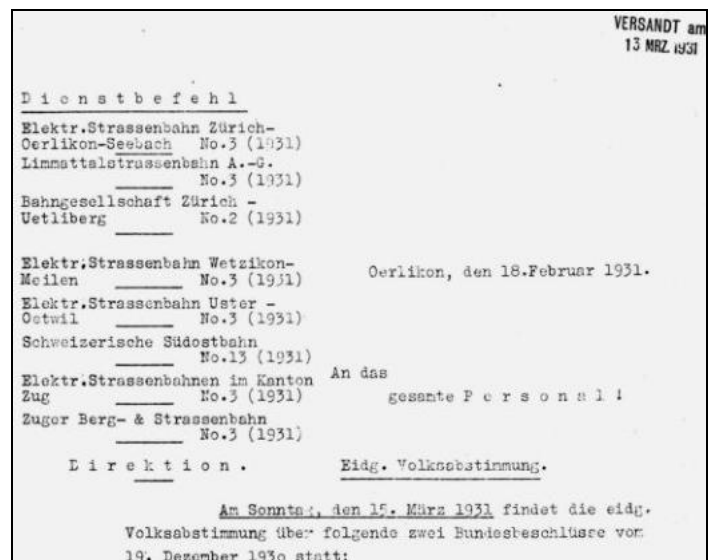 VERSANDT am
13 MRZ. 1931
Dienstbefehl
Elektr.Strassenbahn Zürich-
Oerlikon-Seebach No.3 (1931)
Limmattalstrassenbahn A.-G.
No.3 (1931)
Bahngesellschaft Zürich -
Uetliberg No.2 (1931)
Elektr.Strassenbahn Wetzikon-
Meilen No.3 (1931)
Oerlikon, den 18.Februar 1931.
Elektr.Strassenbahn Uster -
Oetwil No.3 (1931)
Schweizerische Südostbahn
No.13 (1931)
Elektr.Strassenbahnen im Kanton
Zug No.3 (1931)
An das
gesamte Personal!
Zuger Berg- & Strassenbahn
No.3 (1931)
Direktion.
Eidg. Volksabstimmung.
Am Sonntag, den 15. März 1931 findet die eidg.
Volksabstimmung über folgende zwei Bundesbeschlüsse vom
19. Dezember 1930 statt: